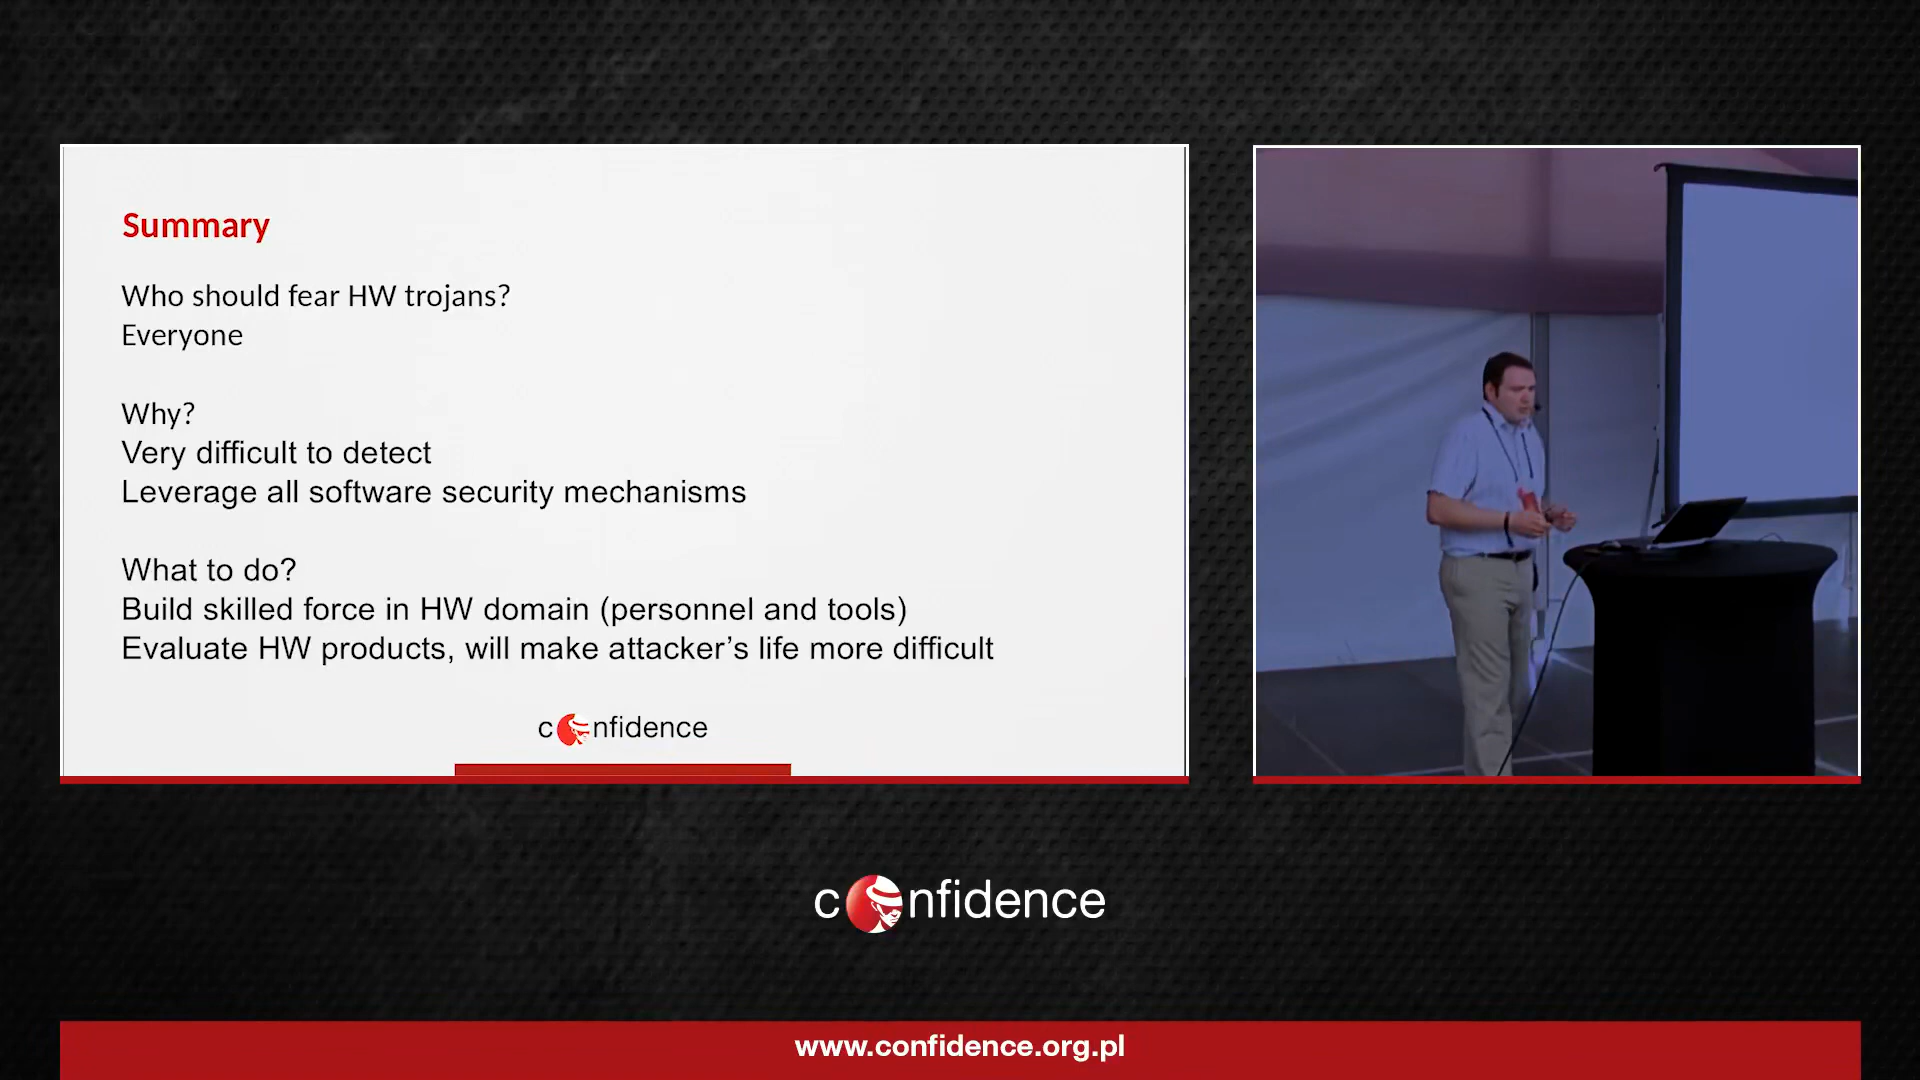 Summary
Who should fear HW trojans?
Everyone
Why?
Very difficult to detect
Leverage all software security mechanisms
What to do?
Build skilled force in HW domain (personnel and tools)
Evaluate HW products, will make attacker’s life more difficult
confidence
confidence
www.confidence.org.pl